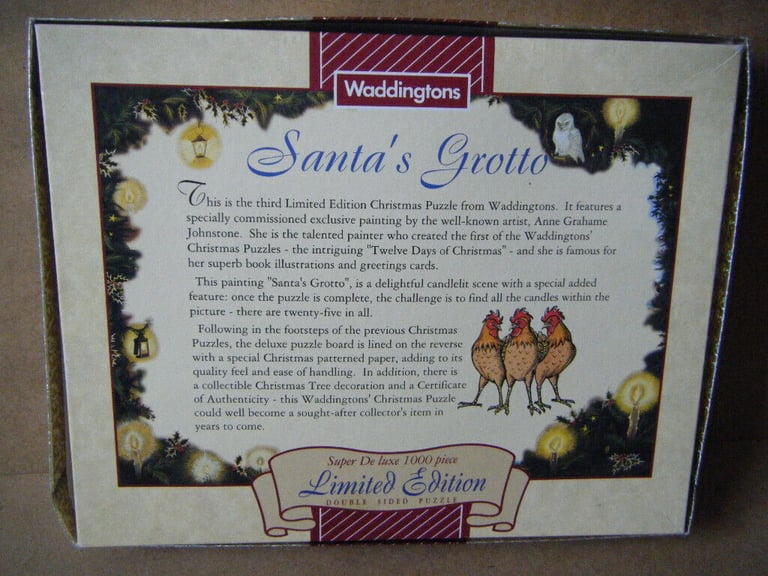 Waddingtons
Santa's Grotto
This is the third Limited Edition Christmas Puzzle from Waddingtons. It features a
specially commissioned exclusive painting by the well-known artist, Anne Grahame
Johnstone. She is the talented painter who created the first of the Waddingtons'
Christmas Puzzles - the intriguing "Twelve Days of Christmas" - and she is famous for
her superb book illustrations and greetings cards.
This painting "Santa's Grotto", is a delightful candlelit scene with a special added
feature: once the puzzle is complete, the challenge is to find all the candles within the
picture - there are twenty-five in all.
Following in the footsteps of the previous Christmas
Puzzles, the deluxe puzzle board is lined on the reverse
with a special Christmas patterned paper, adding to its
quality feel and ease of handling. In addition, there is
a collectible Christmas Tree decoration and a Certificate
of Authenticity - this Waddingtons' Christmas Puzzle
could well become a sought-after collector's item in
years to come.
Super De luxe 1000 piece
Limited Edition
DOUBLE SIDED PUZZLE